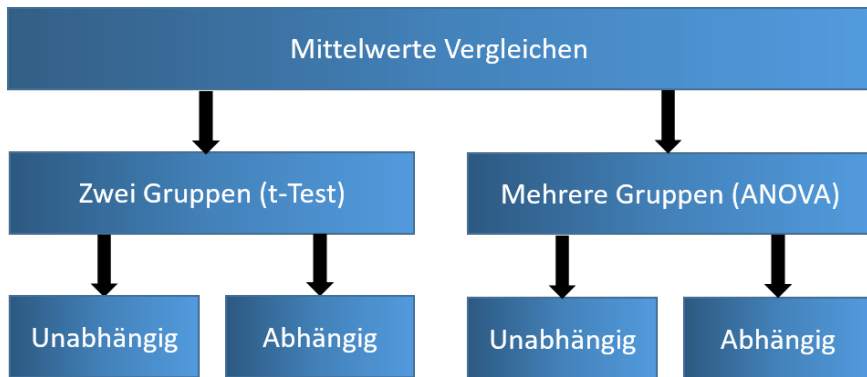 Mittelwerte Vergleichen
Zwei Gruppen (t-Test)
Mehrere Gruppen (ANOVA)
Unabhängig
Abhängig
Unabhängig
Abhängig